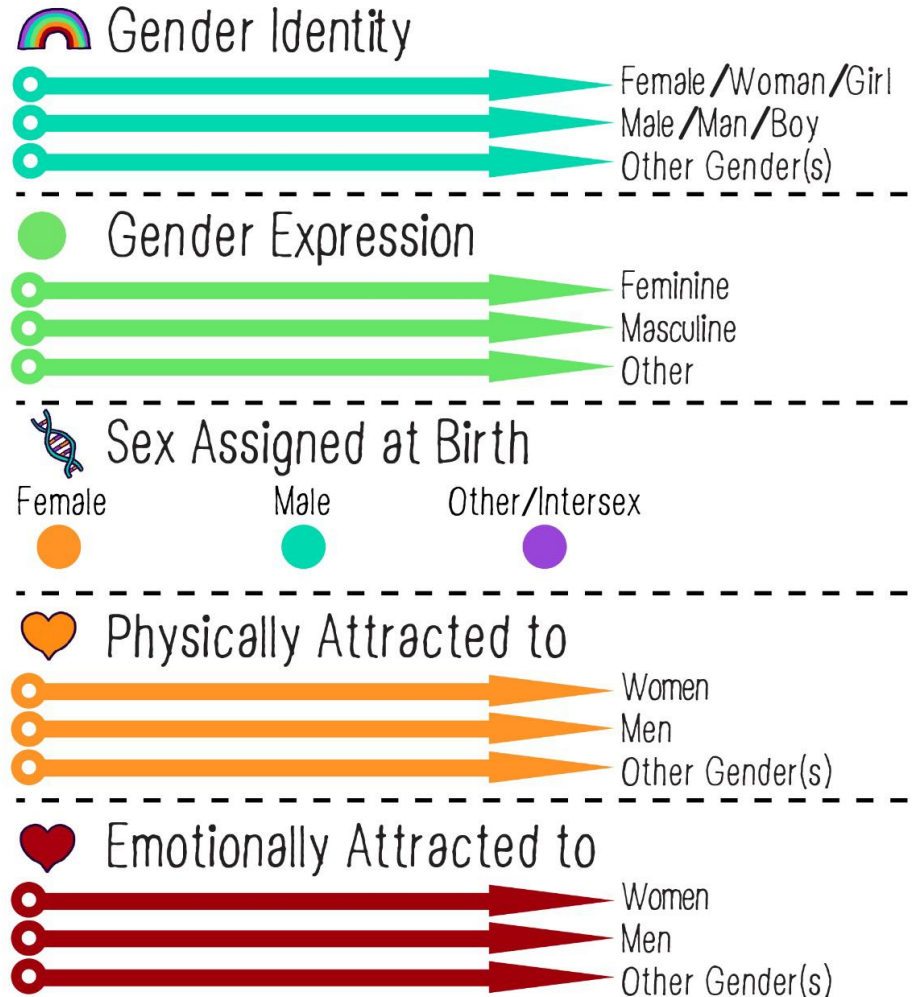 Gender Identity
Female/Woman/Girl
Male/Man/Boy
Other Gender(s)
Gender Expression
Feminine
Masculine
Other
Sex Assigned at Birth
Female Male Other/Intersex
Physically Attracted to
Women
Men
Other Gender(s)
Emotionally Attracted to
Women
Men
Other Gender(s)